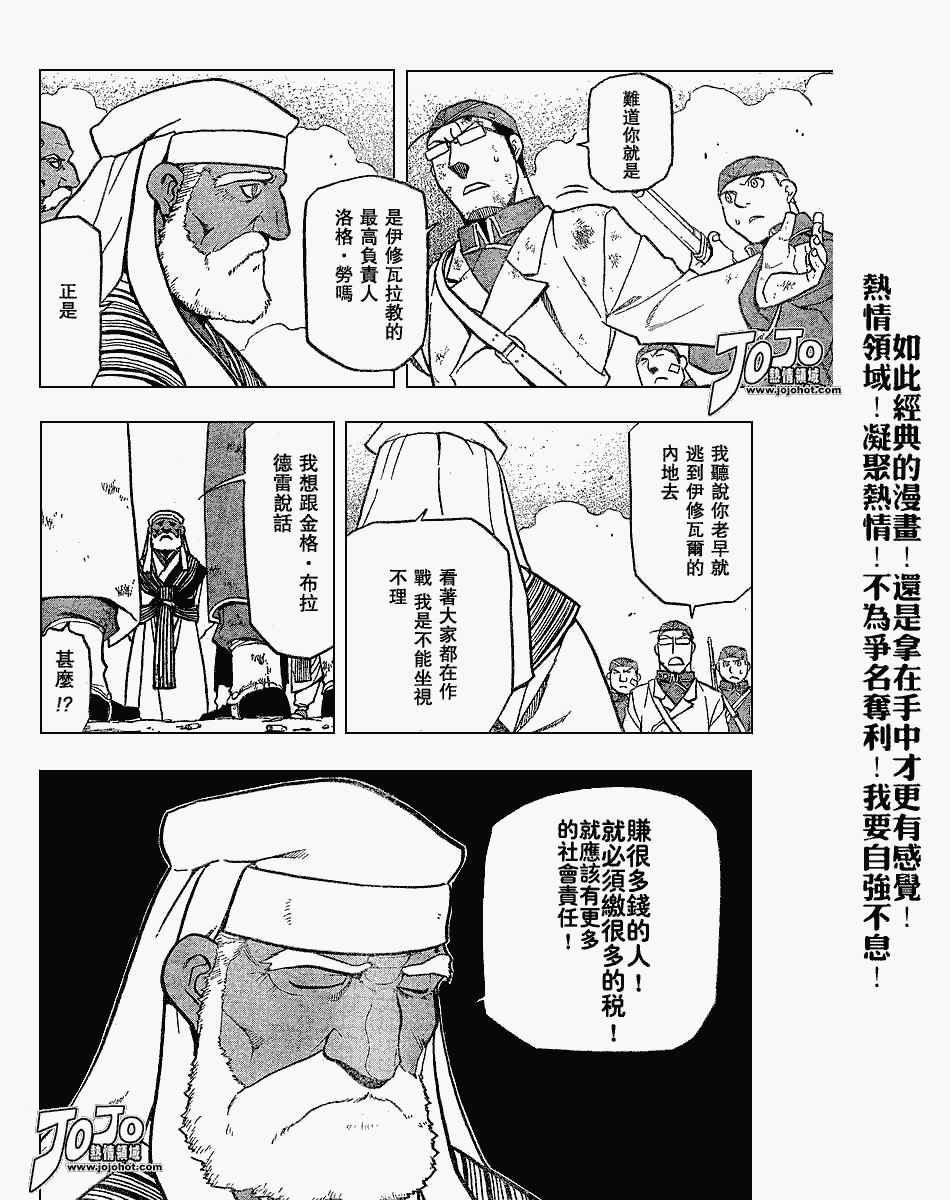 難道你就是
是伊修瓦拉教的
最高負責人
洛格·勞嗎
正是
我聽說你老早就
逃到伊修瓦爾的
內地去
看著大家都在作
戰 我是不能坐視
不理
我想跟金格·布拉
德雷說話
甚麼!?
賺很多錢的人！
就必須繳很多的税！
就應該有更多
的社會責任！
如此經典的漫畫！還是拿在手中才更有感覺！
熱情領域！凝聚熱情！不為爭名奪利！我要自強不息！
JOJO
熱情領域
www.jojohot.com
JOJO
熱情領域
www.jojohot.com